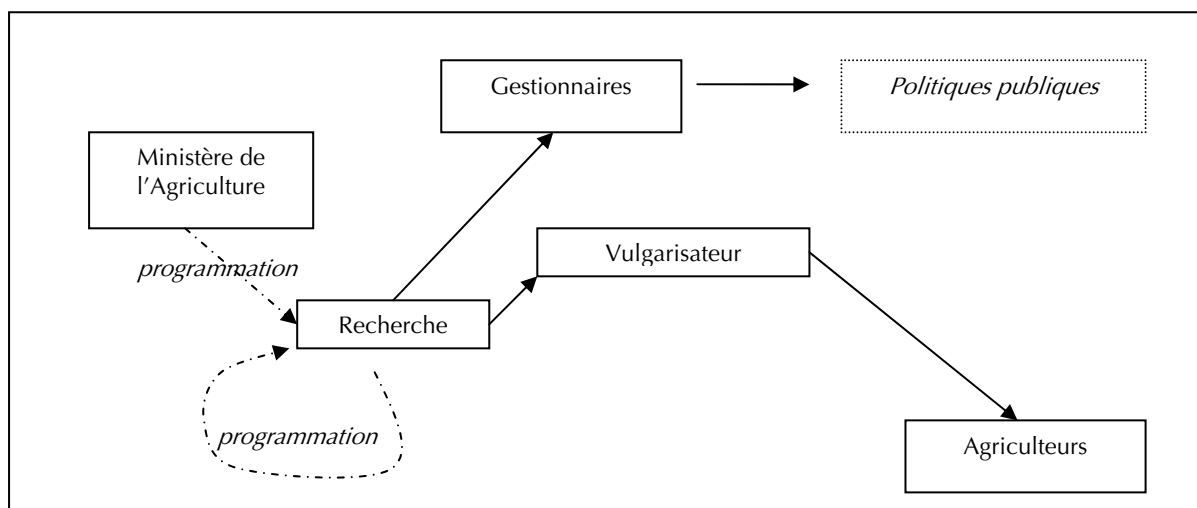 Gestionnaires
Politiques publiques
Ministère de
l'Agriculture
Vulgarisateur
programmation
Recherche
programmation
Agriculteurs